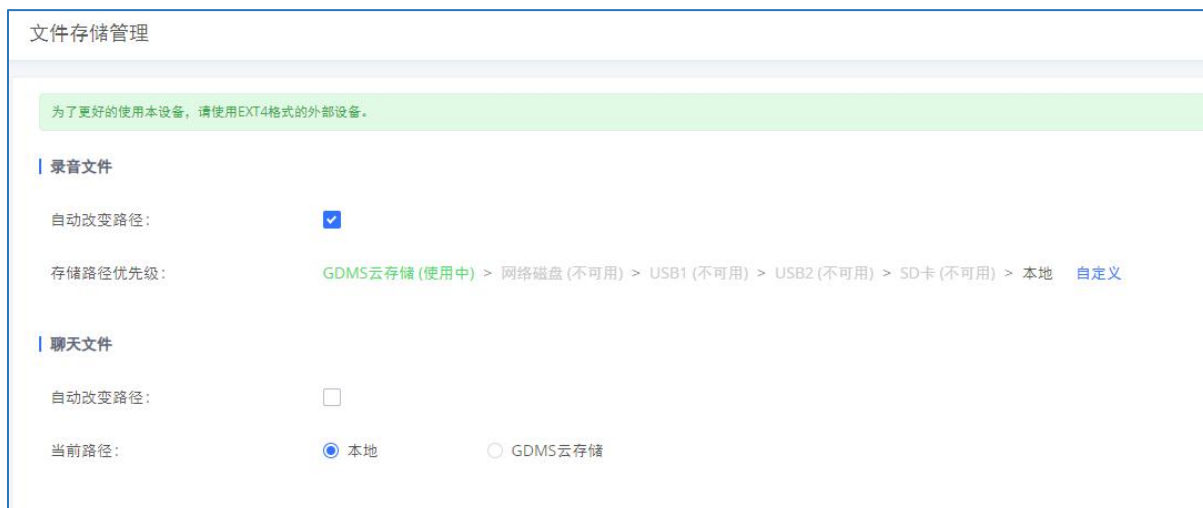 文件存储管理
为了更好的使用本设备，请使用EXT4格式的外部设备。
录音文件
自动改变路径：
存储路径优先级： GDMS云存储 (使用中) > 网络磁盘 (不可用) > USB1 (不可用) > USB2 (不可用) > SD卡 (不可用) > 本地 自定义
聊天文件
自动改变路径：
当前路径： 本地 GDMS云存储